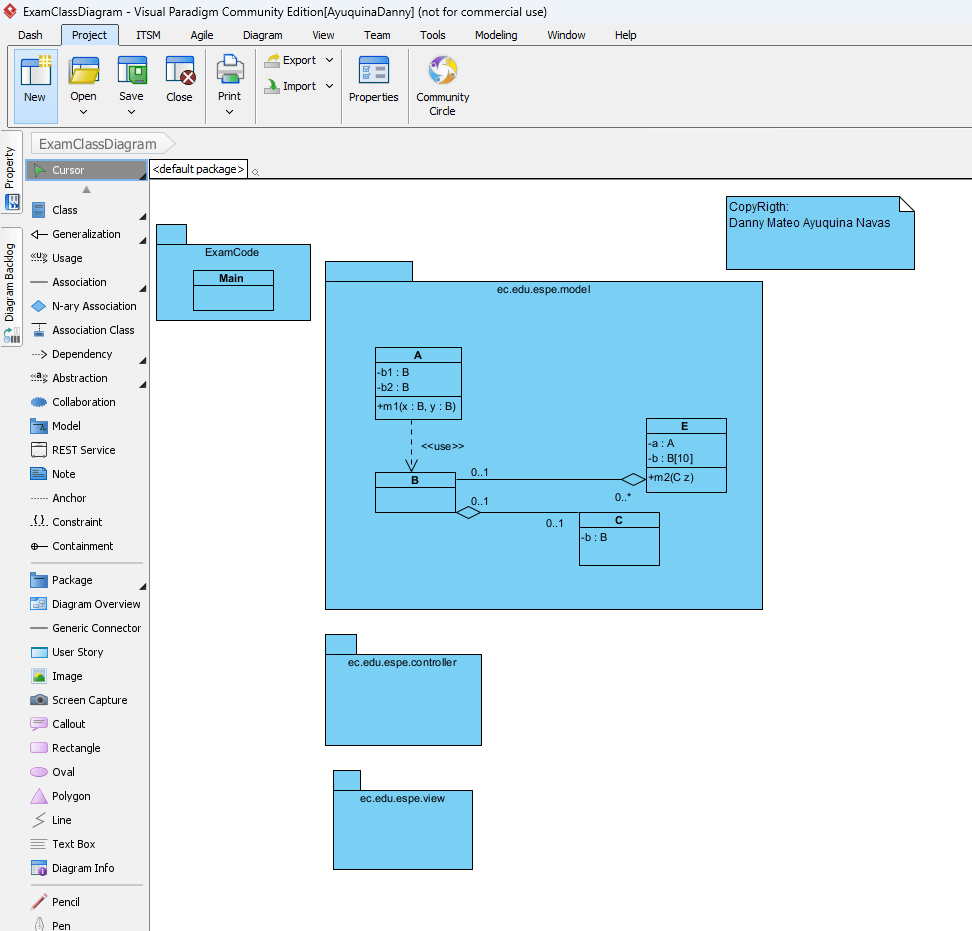 ExamClassDiagram - Visual Paradigm Community Edition[AyuquinaDanny] (not for commercial use)
Dash Project ITSM Agile Diagram View Team Tools Modeling Window Help
New Open Save Close Print Export Import Properties Community Circle
ExamClassDiagram
Property
Diagram Backlog
Cursor
<default package>
Class
Generalization
<<U>> Usage
Association
N-ary Association
Association Class
Dependency
<<a>> Abstraction
Collaboration
Model
REST Service
Note
Anchor
{} Constraint
Containment
Package
Diagram Overview
Generic Connector
User Story
Image
Screen Capture
Callout
Rectangle
Oval
Polygon
Line
Text Box
Diagram Info
Pencil
Pen
ExamCode
Main
CopyRigth:
Danny Mateo Ayuquina Navas
ec.edu.espe.model
A
-b1 : B
-b2 : B
+m1(x : B, y : B)
<<use>>
B
0..1
0..*
E
-a : A
-b : B[10]
+m2(C z)
0..1
0..1
C
-b : B
ec.edu.espe.controller
ec.edu.espe.view